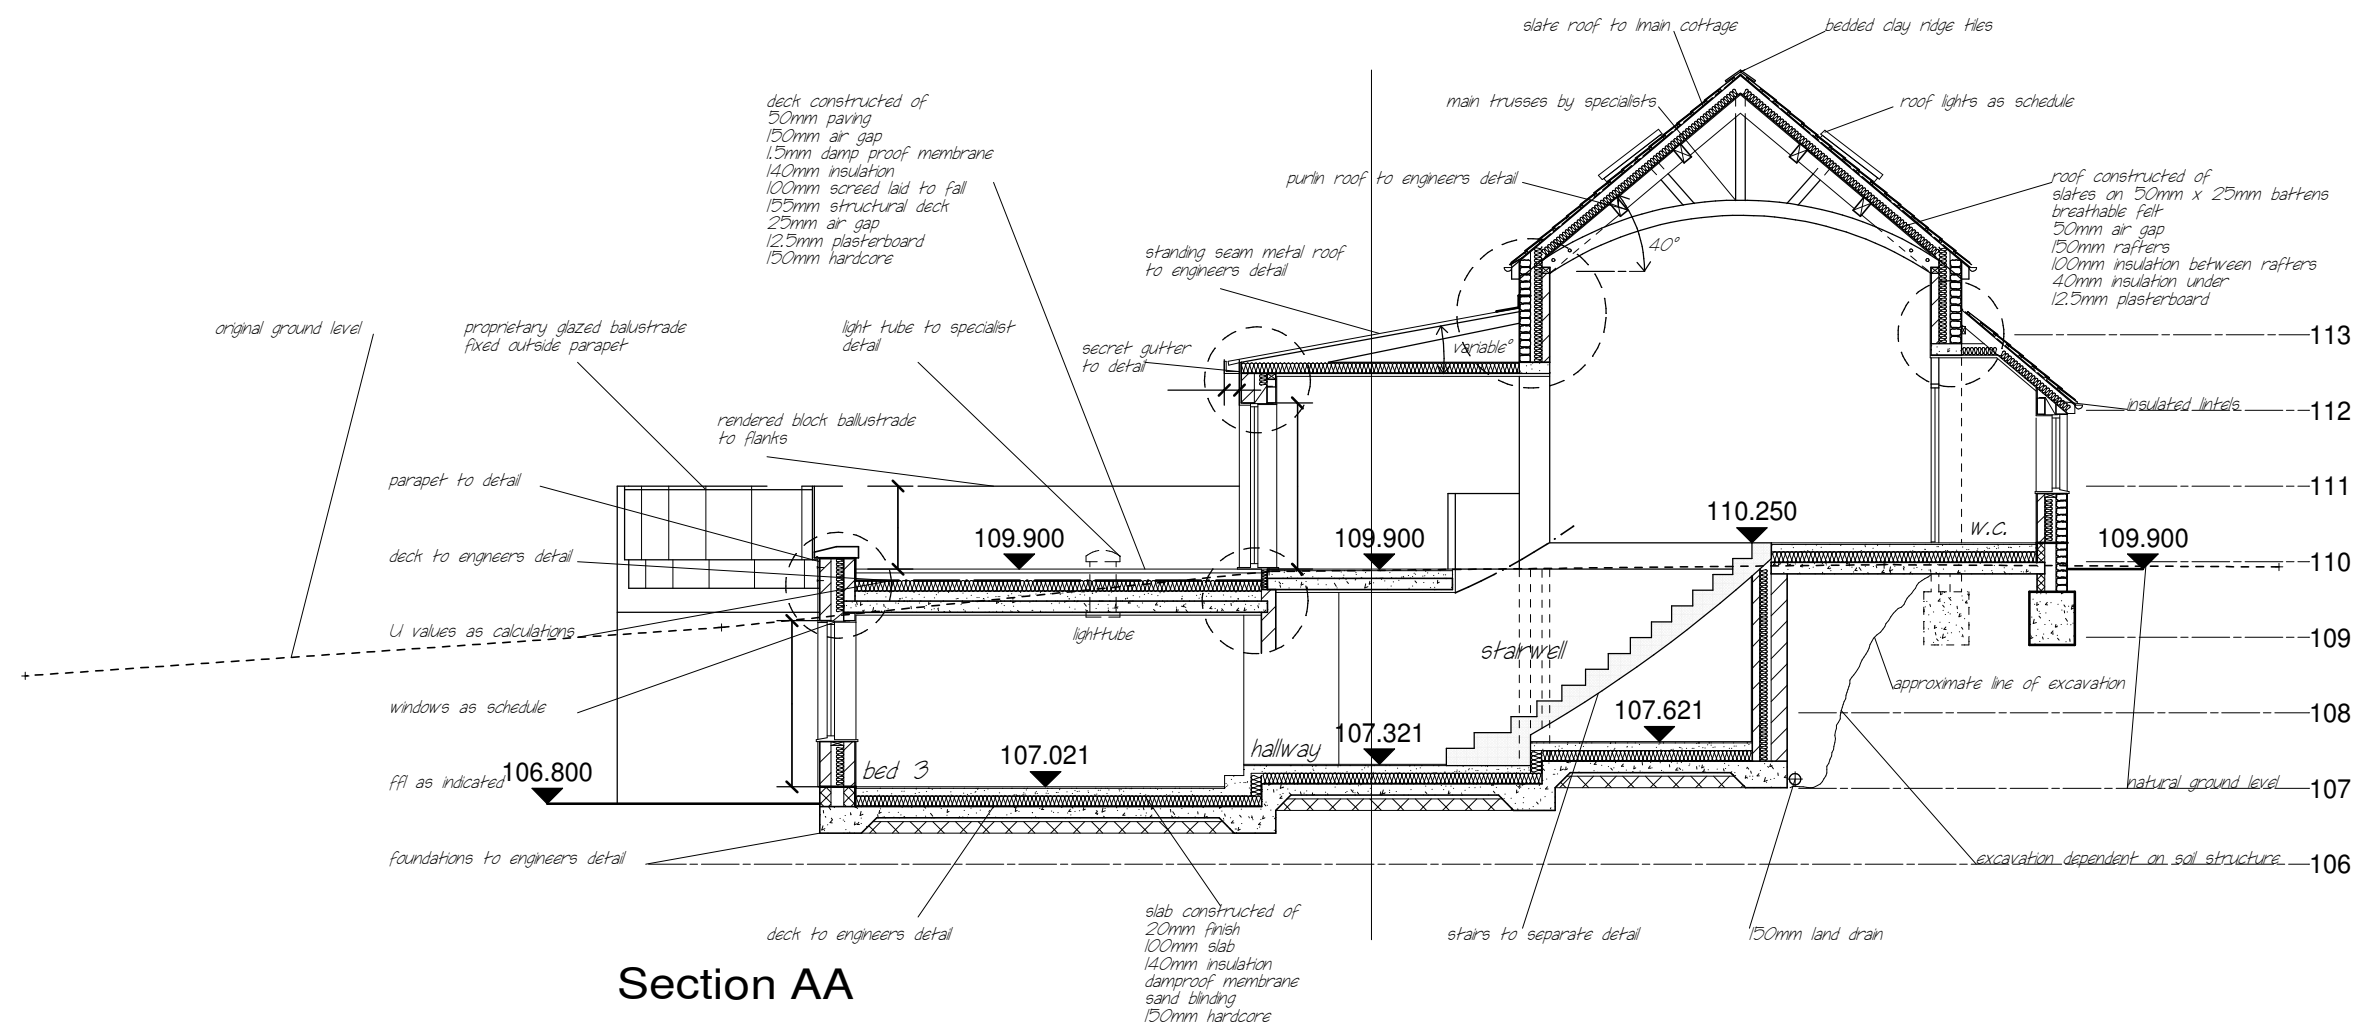 slate roof to lmain cottage
bedded clay ridge tiles
deck constructed of
50mm paving
150mm air gap
1.5mm damp proof membrane
140mm insulation
100mm screed laid to fall
155mm structural deck
25mm air gap
12.5mm plasterboard
150mm hardcore
main trusses by specialists
roof lights as schedule
purlin roof to engineers detail
roof constructed of
slates on 50mm x 25mm battens
breathable felt
50mm air gap
150mm rafters
100mm insulation between rafters
40mm insulation under
12.5mm plasterboard
40°
standing seam metal roof
to engineers detail
original ground level
proprietary glazed balustrade
fixed outside parapet
light tube to specialist
detail
secret gutter
to detail
variable°
113
insulated lintels
112
rendered block ballustrade
to flanks
parapet to detail
111
110.250
w.c.
109.900
109.900
109.900
deck to engneers detail
110
U values as calculations
lighttube
stairwell
109
approximate line of excavation
windows as schedule
108
107.621
107.321
hallway
107.021
bed 3
ffl as indicated
106.800
natural ground level
107
foundations to engineers detail
excavation dependent on soil structure
106
deck to engineers detail
slab constructed of
20mm finish
100mm slab
140mm insulation
damproof membrane
sand blinding
150mm hardcore
stairs to separate detail
150mm land drain
Section AA